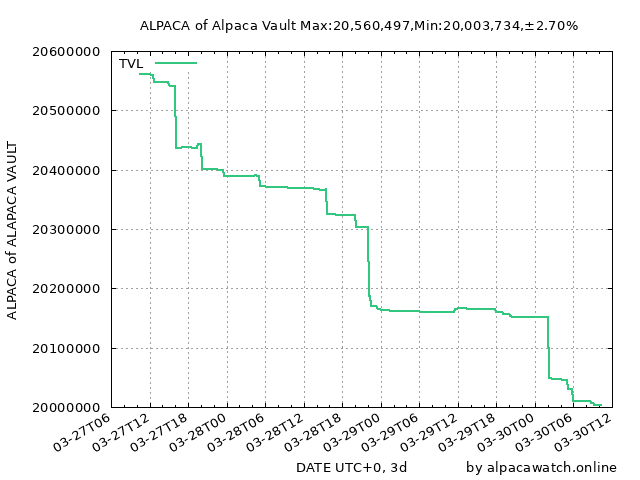 ALPACA of Alpaca Vault Max:20,560,497,Min:20,003,734,±2.70%
TVL
20600000
20500000
20400000
20300000
20200000
20100000
20000000
ALPACA of ALAPACA VAULT
03-27T06
03-27T12
03-27T18
03-28T00
03-28T06
03-28T12
03-28T18
03-29T00
03-29T06
03-29T12
03-29T18
03-30T00
03-30T06
03-30T12
DATE UTC+0, 3d
by alpacawatch.online